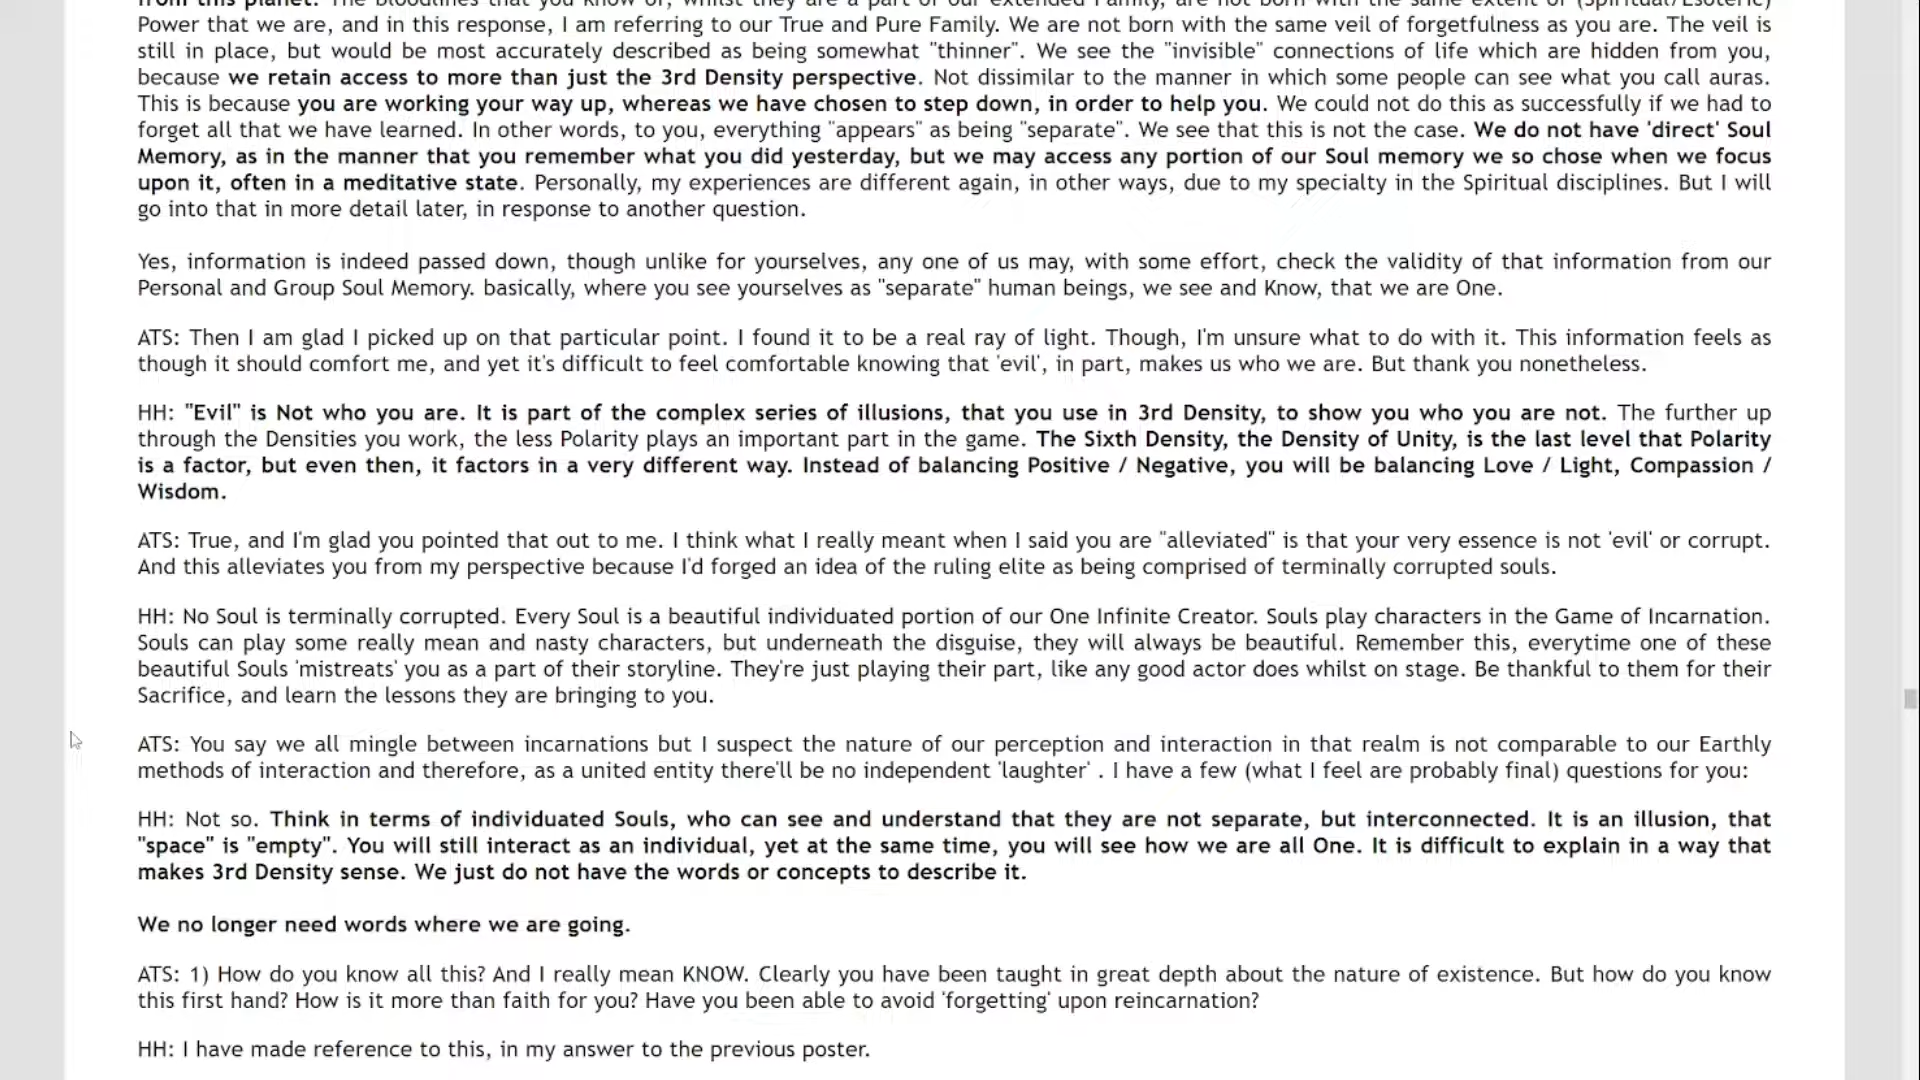 from this planet. The bloodlines that you know of, whilst they are a part of our extended Family, are not born with the same extent of (Spiritual/Esoteric)
Power that we are, and in this response, I am referring to our True and Pure Family. We are not born with the same veil of forgetfulness as you are. The veil is
still in place, but would be most accurately described as being somewhat "thinner". We see the "invisible" connections of life which are hidden from you,
because we retain access to more than just the 3rd Density perspective. Not dissimilar to the manner in which some people can see what you call auras.
This is because you are working your way up, whereas we have chosen to step down, in order to help you. We could not do this as successfully if we had to
forget all that we have learned. In other words, to you, everything "appears" as being "separate". We see that this is not the case. We do not have 'direct' Soul
Memory, as in the manner that you remember what you did yesterday, but we may access any portion of our Soul memory we so chose when we focus
upon it, often in a meditative state. Personally, my experiences are different again, in other ways, due to my specialty in the Spiritual disciplines. But I will
go into that in more detail later, in response to another question.
Yes, information is indeed passed down, though unlike for yourselves, any one of us may, with some effort, check the validity of that information from our
Personal and Group Soul Memory. basically, where you see yourselves as "separate" human beings, we see and Know, that we are One.
ATS: Then I am glad I picked up on that particular point. I found it to be a real ray of light. Though, I'm unsure what to do with it. This information feels as
though it should comfort me, and yet it's difficult to feel comfortable knowing that 'evil', in part, makes us who we are. But thank you nonetheless.
HH: "Evil" is Not who you are. It is part of the complex series of illusions, that you use in 3rd Density, to show you who you are not. The further up
through the Densities you work, the less Polarity plays an important part in the game. The Sixth Density, the Density of Unity, is the last level that Polarity
is a factor, but even then, it factors in a very different way. Instead of balancing Positive / Negative, you will be balancing Love / Light, Compassion /
Wisdom.
ATS: True, and I'm glad you pointed that out to me. I think what I really meant when I said you are "alleviated" is that your very essence is not 'evil' or corrupt.
And this alleviates you from my perspective because I'd forged an idea of the ruling elite as being comprised of terminally corrupted souls.
HH: No Soul is terminally corrupted. Every Soul is a beautiful individuated portion of our One Infinite Creator. Souls play characters in the Game of Incarnation.
Souls can play some really mean and nasty characters, but underneath the disguise, they will always be beautiful. Remember this, everytime one of these
beautiful Souls 'mistreats' you as a part of their storyline. They're just playing their part, like any good actor does whilst on stage. Be thankful to them for their
Sacrifice, and learn the lessons they are bringing to you.
ATS: You say we all mingle between incarnations but I suspect the nature of our perception and interaction in that realm is not comparable to our Earthly
methods of interaction and therefore, as a united entity there'll be no independent 'laughter' . I have a few (what I feel are probably final) questions for you:
HH: Not so. Think in terms of individuated Souls, who can see and understand that they are not separate, but interconnected. It is an illusion, that
"space" is "empty". You will still interact as an individual, yet at the same time, you will see how we are all One. It is difficult to explain in a way that
makes 3rd Density sense. We just do not have the words or concepts to describe it.
We no longer need words where we are going.
ATS: 1) How do you know all this? And I really mean KNOW. Clearly you have been taught in great depth about the nature of existence. But how do you know
this first hand? How is it more than faith for you? Have you been able to avoid 'forgetting' upon reincarnation?
HH: I have made reference to this, in my answer to the previous poster.